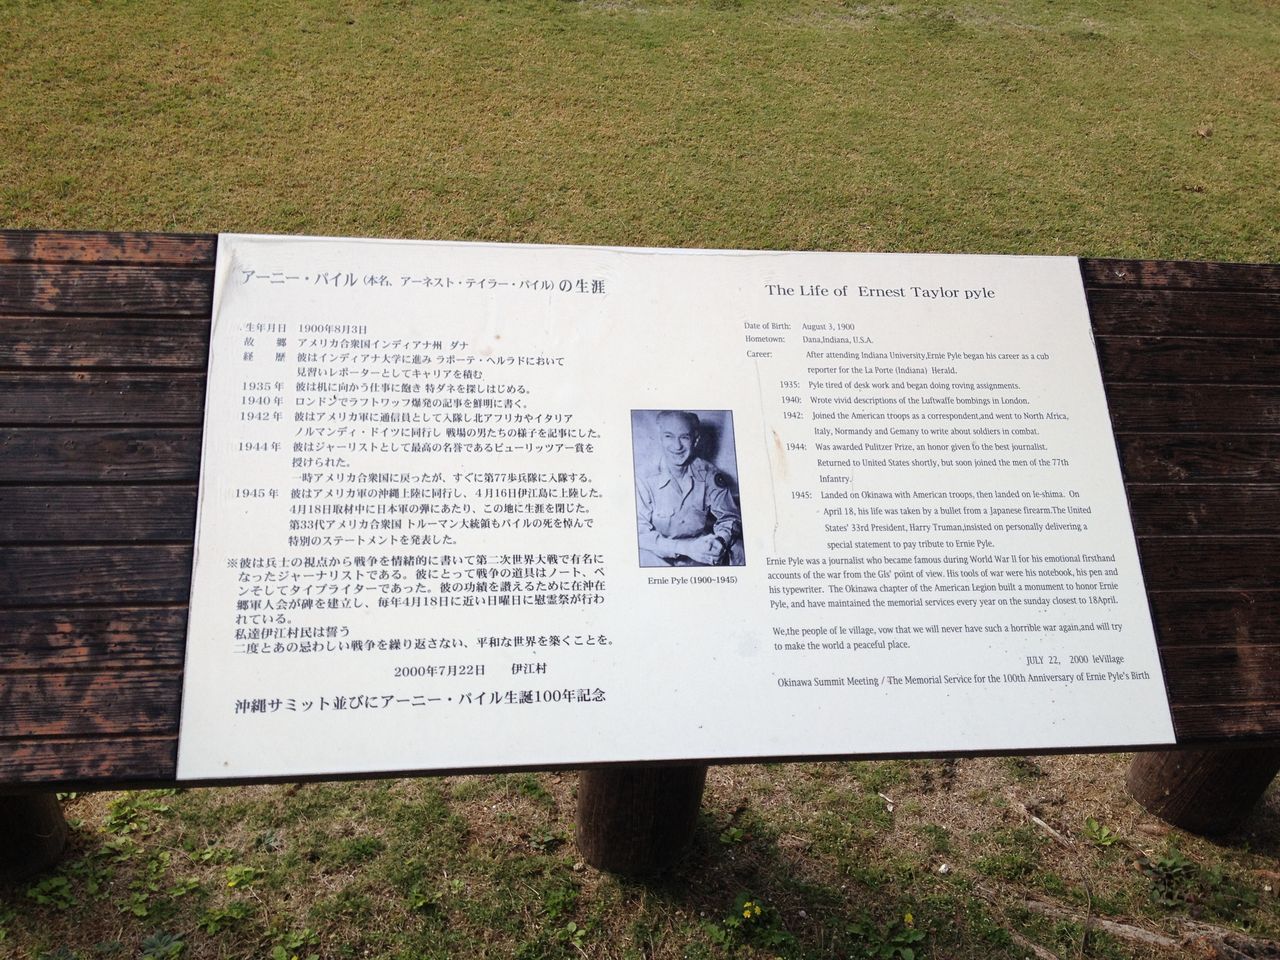 アーニー・パイル（本名、アーネスト・テイラー・パイル）の生涯
生年月日 1900年8月3日
故 郷 アメリカ合衆国インディアナ州 ダナ
経 歴 彼はインディアナ大学に進み ラポーテ・ヘルラドにおいて
見習いレポーターとしてキャリアを積む
1935年 彼は机に向かう仕事に飽き 特ダネを探しはじめる。
1940年 ロンドンでラフトワッフ爆発の記事を鮮明に書く。
1942年 彼はアメリカ軍に通信員として入隊し北アフリカやイタリア
ノルマンディ・ドイツに同行し 戦場の男たちの様子を記事にした。
1944年 彼はジャーリストとして最高の名誉であるピューリッツアー賞を
授けられた。
一時アメリカ合衆国に戻ったが、すぐに第77歩兵隊に入隊する。
1945年 彼はアメリカ軍の沖縄上陸に同行し、4月16日伊江島に上陸した。
4月18日取材中に日本軍の弾にあたり、この地に生涯を閉じた。
第33代アメリカ合衆国 トルーマン大統領もパイルの死を悼んで
特別のステートメントを発表した。
※彼は兵士の視点から戦争を情緒的に書いて第二次世界大戦で有名に
なったジャーナリストである。彼にとって戦争の道具はノート、ペ
ンそしてタイプライターであった。彼の功績を讃えるために在沖在
郷軍人会が碑を建立し、毎年4月18日に近い日曜日に慰霊祭が行わ
れている。
私達伊江村民は誓う
二度とあの忌わしい戦争を繰り返さない、平和な世界を築くことを。
2000年7月22日 伊江村
沖縄サミット並びにアーニー・パイル生誕100年記念
Ernie Pyle (1900~1945)
The Life of Ernest Taylor pyle
Date of Birth: August 3, 1900
Hometown: Dana,Indiana, U.S.A.
Career: After attending Indiana University,Ernie Pyle began his career as a cub
reporter for the La Porte (Indiana) Herald.
1935: Pyle tired of desk work and began doing roving assignments.
1940: Wrote vivid descriptions of the Luftwaffe bombings in London.
1942: Joined the American troops as a correspondent,and went to North Africa,
Italy, Normandy and Gemany to write about soldiers in combat.
1944: Was awarded Pulitzer Prize, an honor given to the best journalist.
Returned to United States shortly, but soon joined the men of the 77th
Infantry.
1945: Landed on Okinawa with American troops, then landed on Ie-shima. On
April 18, his life was taken by a bullet from a Japanese firearm.The United
States' 33rd President, Harry Truman,insisted on personally delivering a
special statement to pay tribute to Ernie Pyle.
Ernie Pyle was a journalist who became famous during World War II for his emotional firsthand
accounts of the war from the GIs' point of view. His tools of war were his notebook, his pen and
his typewriter. The Okinawa chapter of the American Legion built a monument to honor Ernie
Pyle, and have maintained the memorial services every year on the sunday closest to 18April.
We,the people of Ie village, vow that we will never have such a horrible war again,and will try
to make the world a peaceful place.
JULY 22, 2000 IeVillage
Okinawa Summit Meeting / The Memorial Service for the 100th Anniversary of Ernie Pyle's Birth